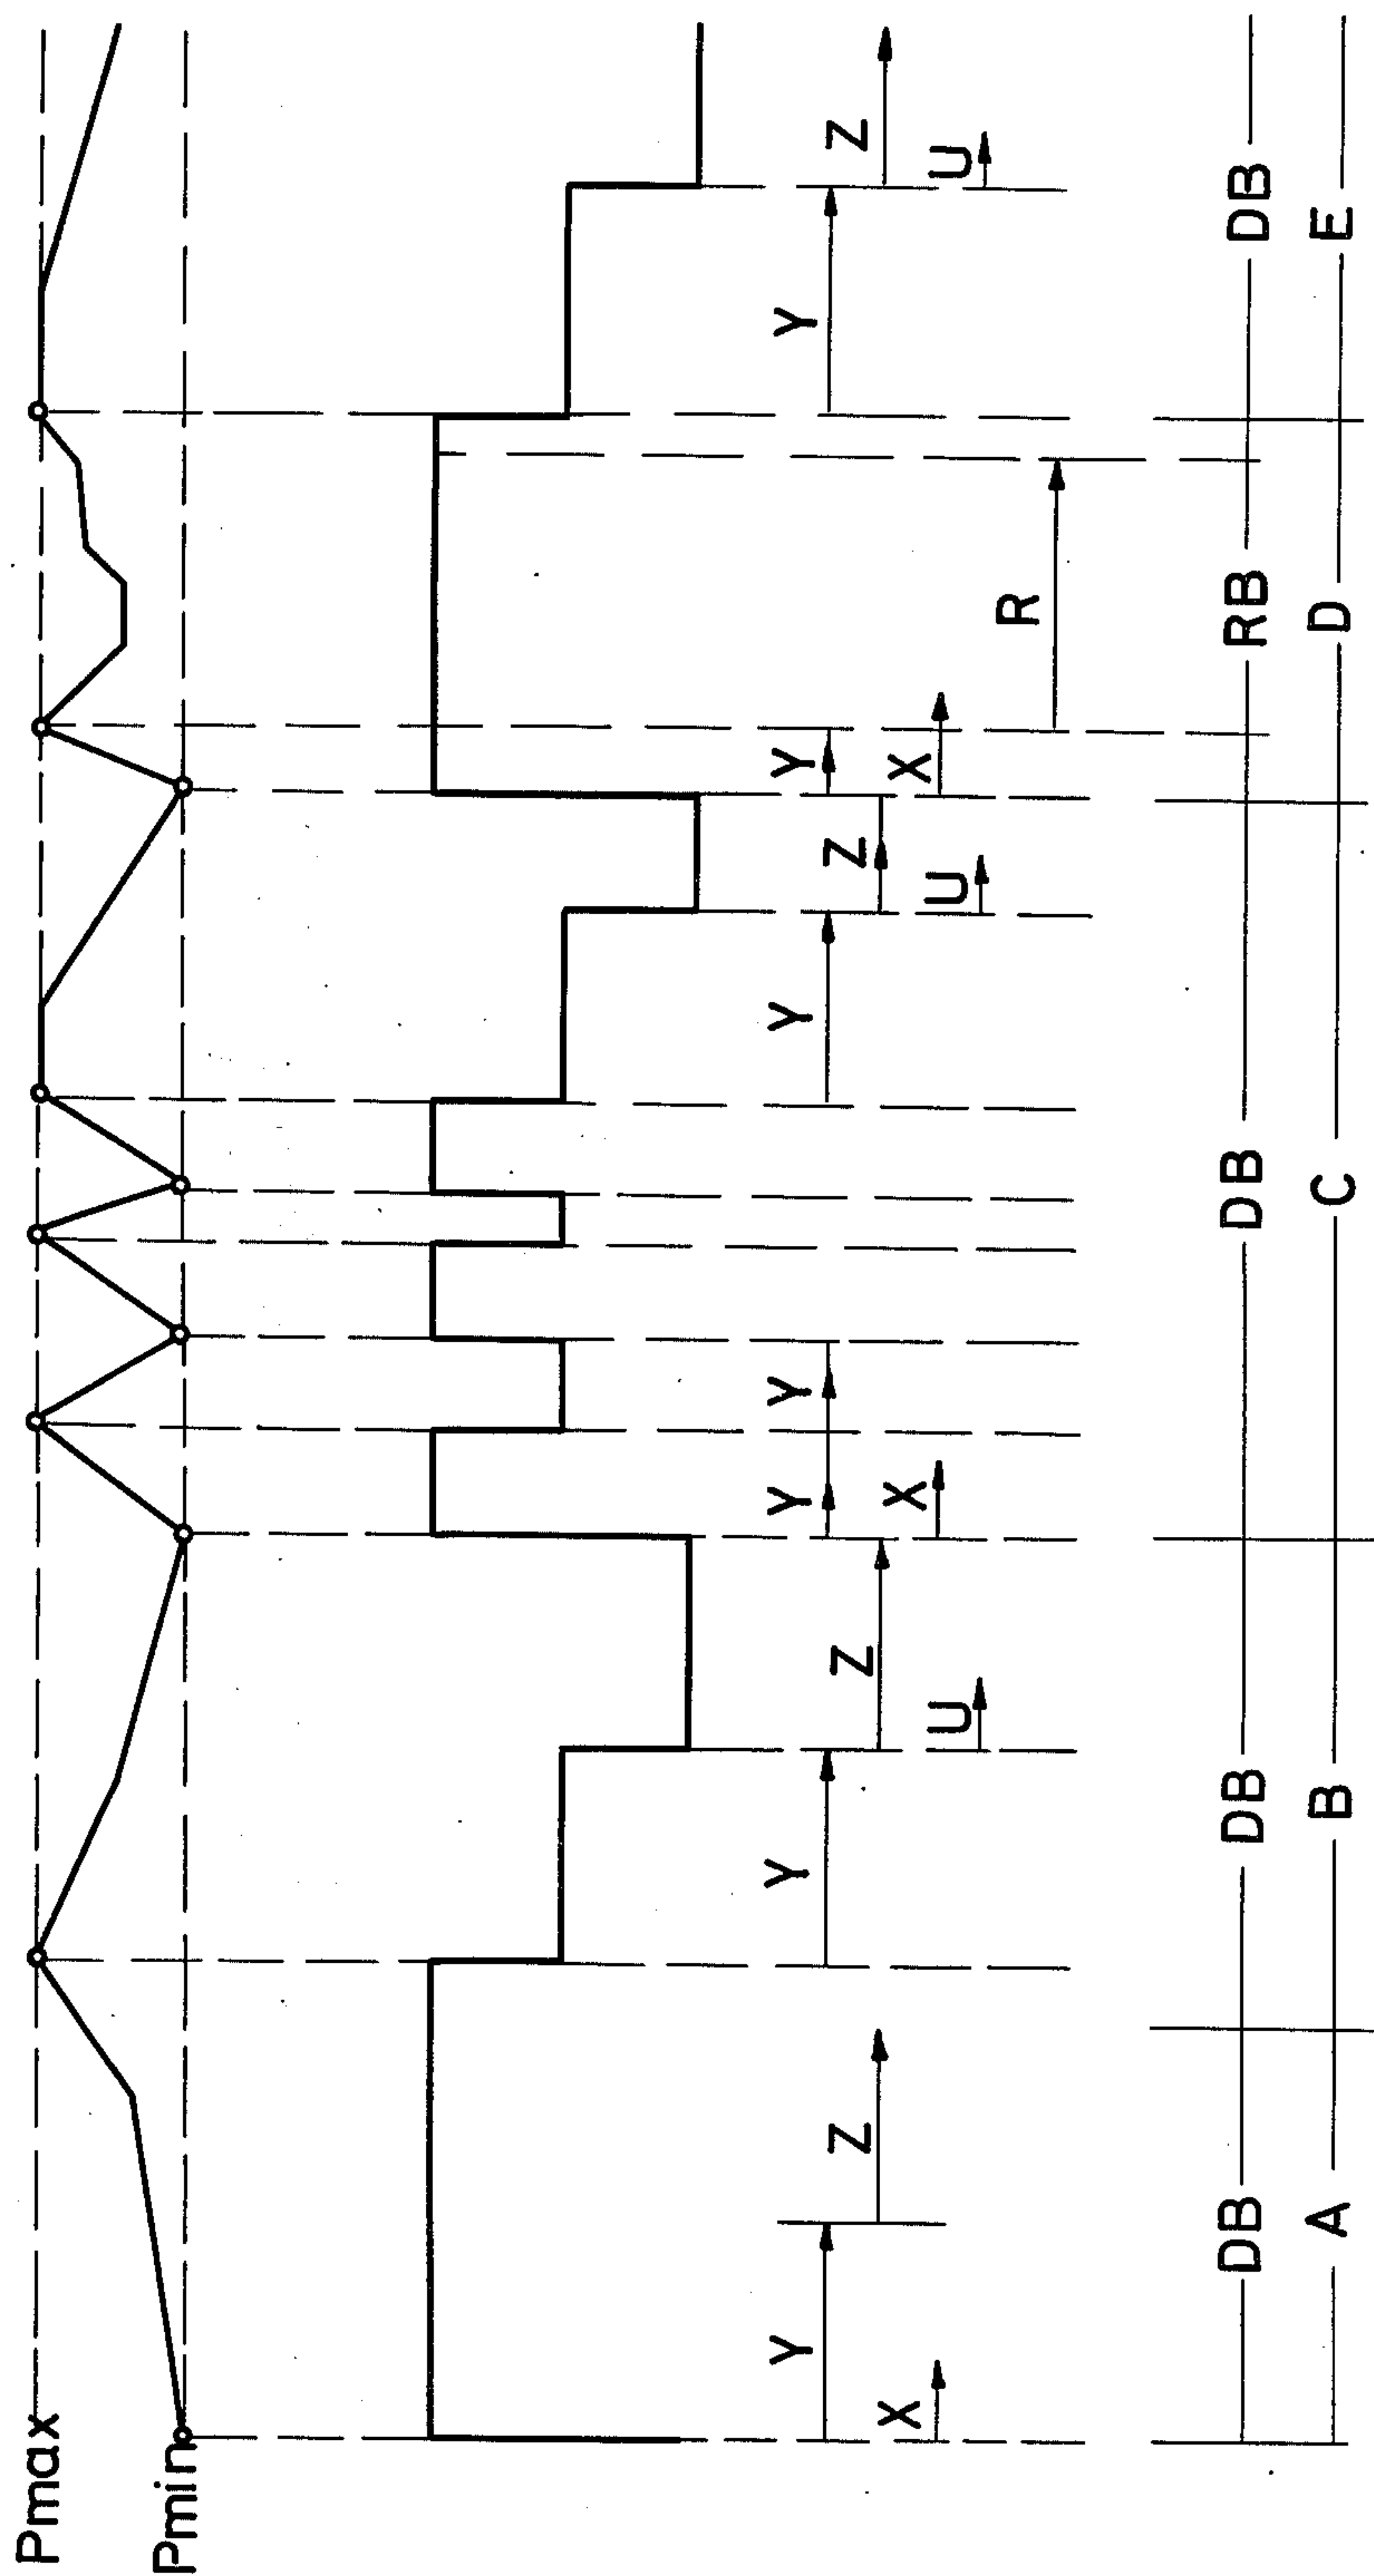 Pmax
Pmin
Y Y Y Y Y Y Y
Z Z Z Z
X X X
U U U
R
DB DB DB RB DB
A B C D E